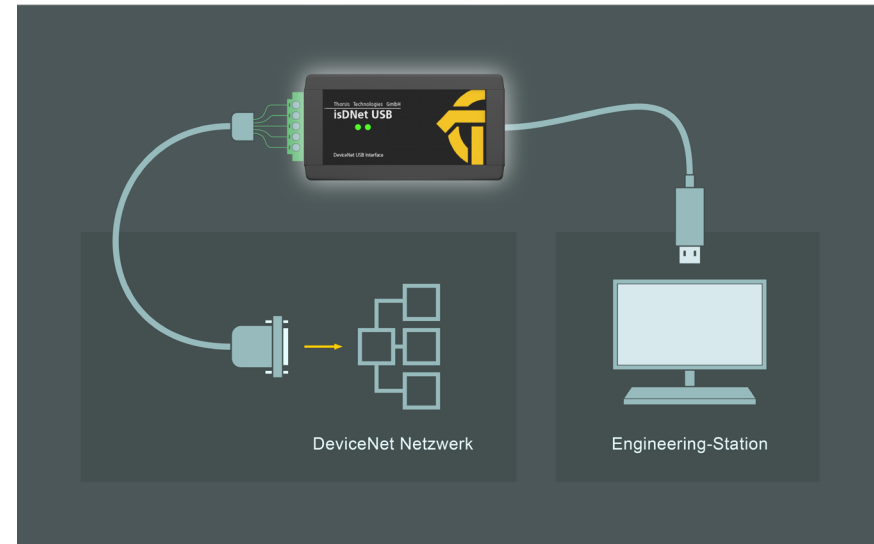 Thorsis Technologies GmbH
isDNet USB
DeviceNet USB Interface
DeviceNet Netzwerk
Engineering-Station